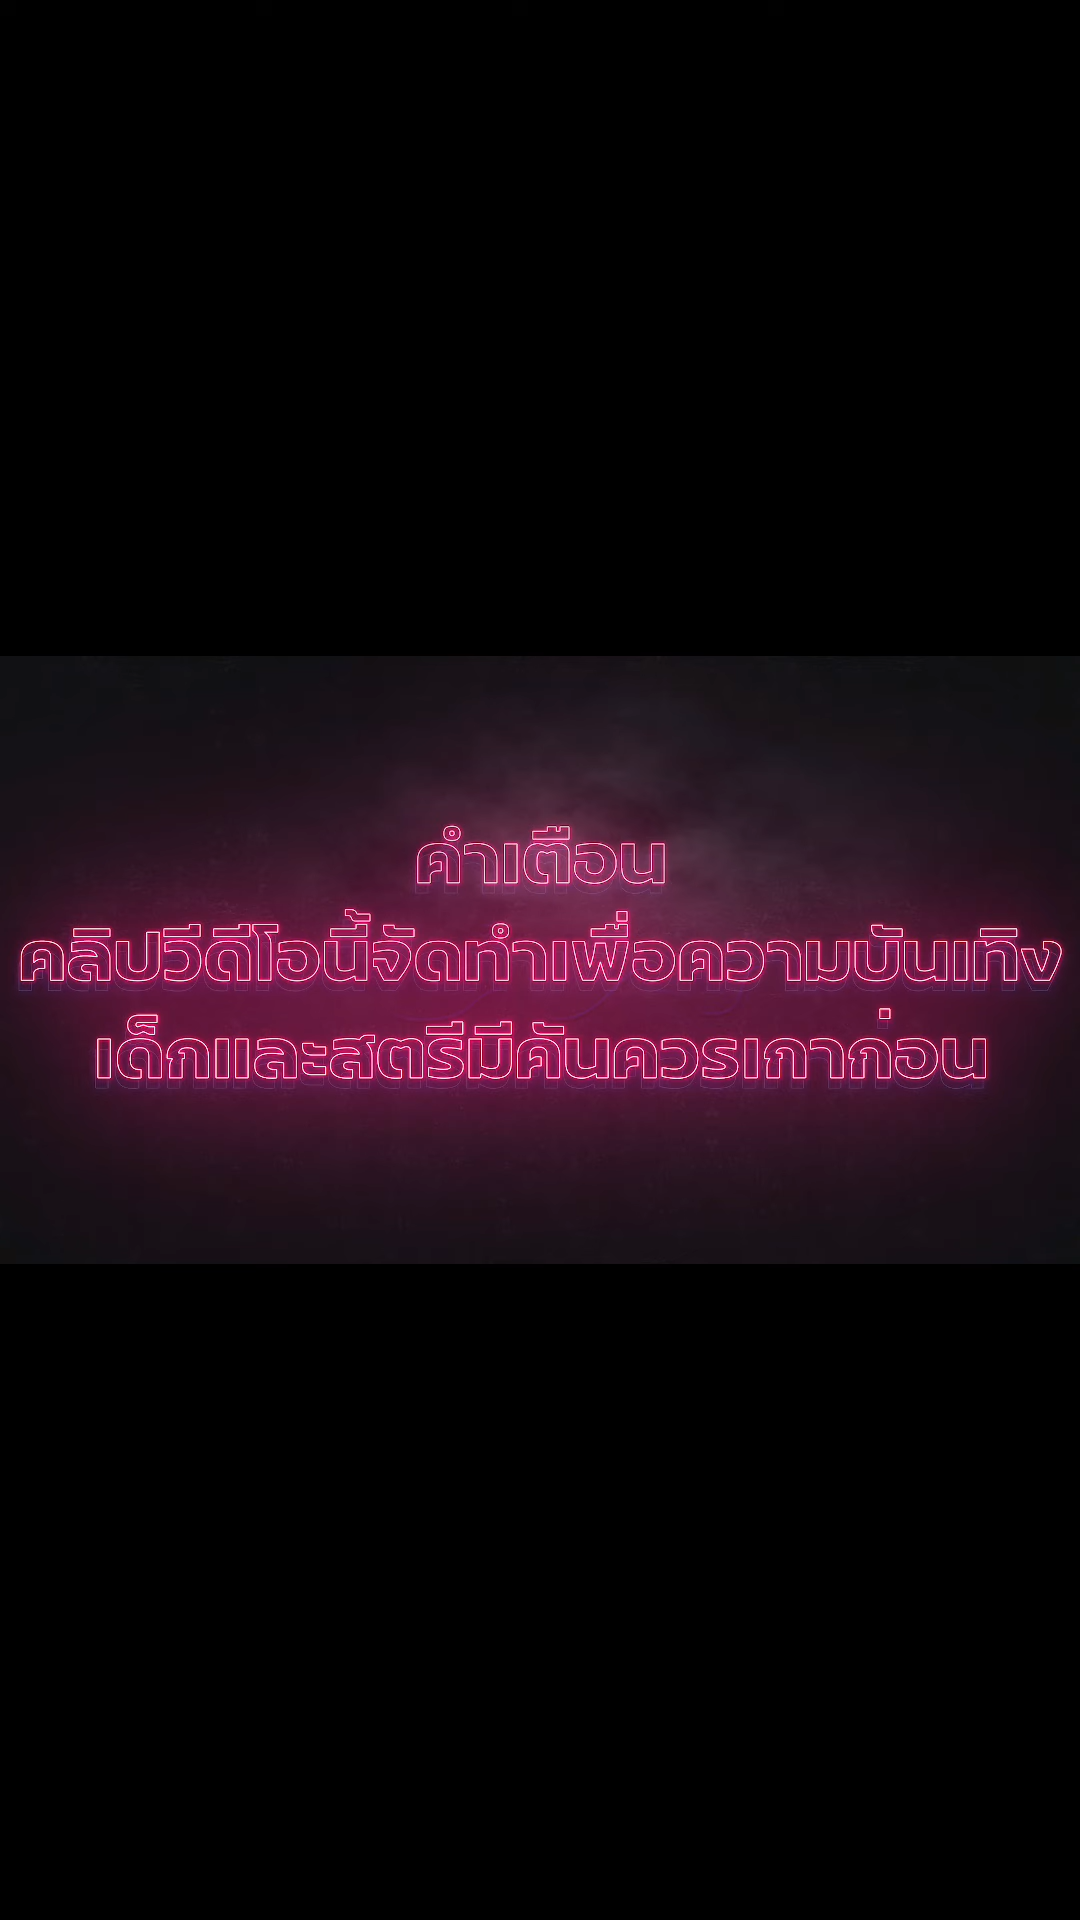 คำเตือน
คลิปวีดีโอนี้จัดทำเพื่อความบันเทิง
เด็กและสตรีมีคันควรเกาก่อน